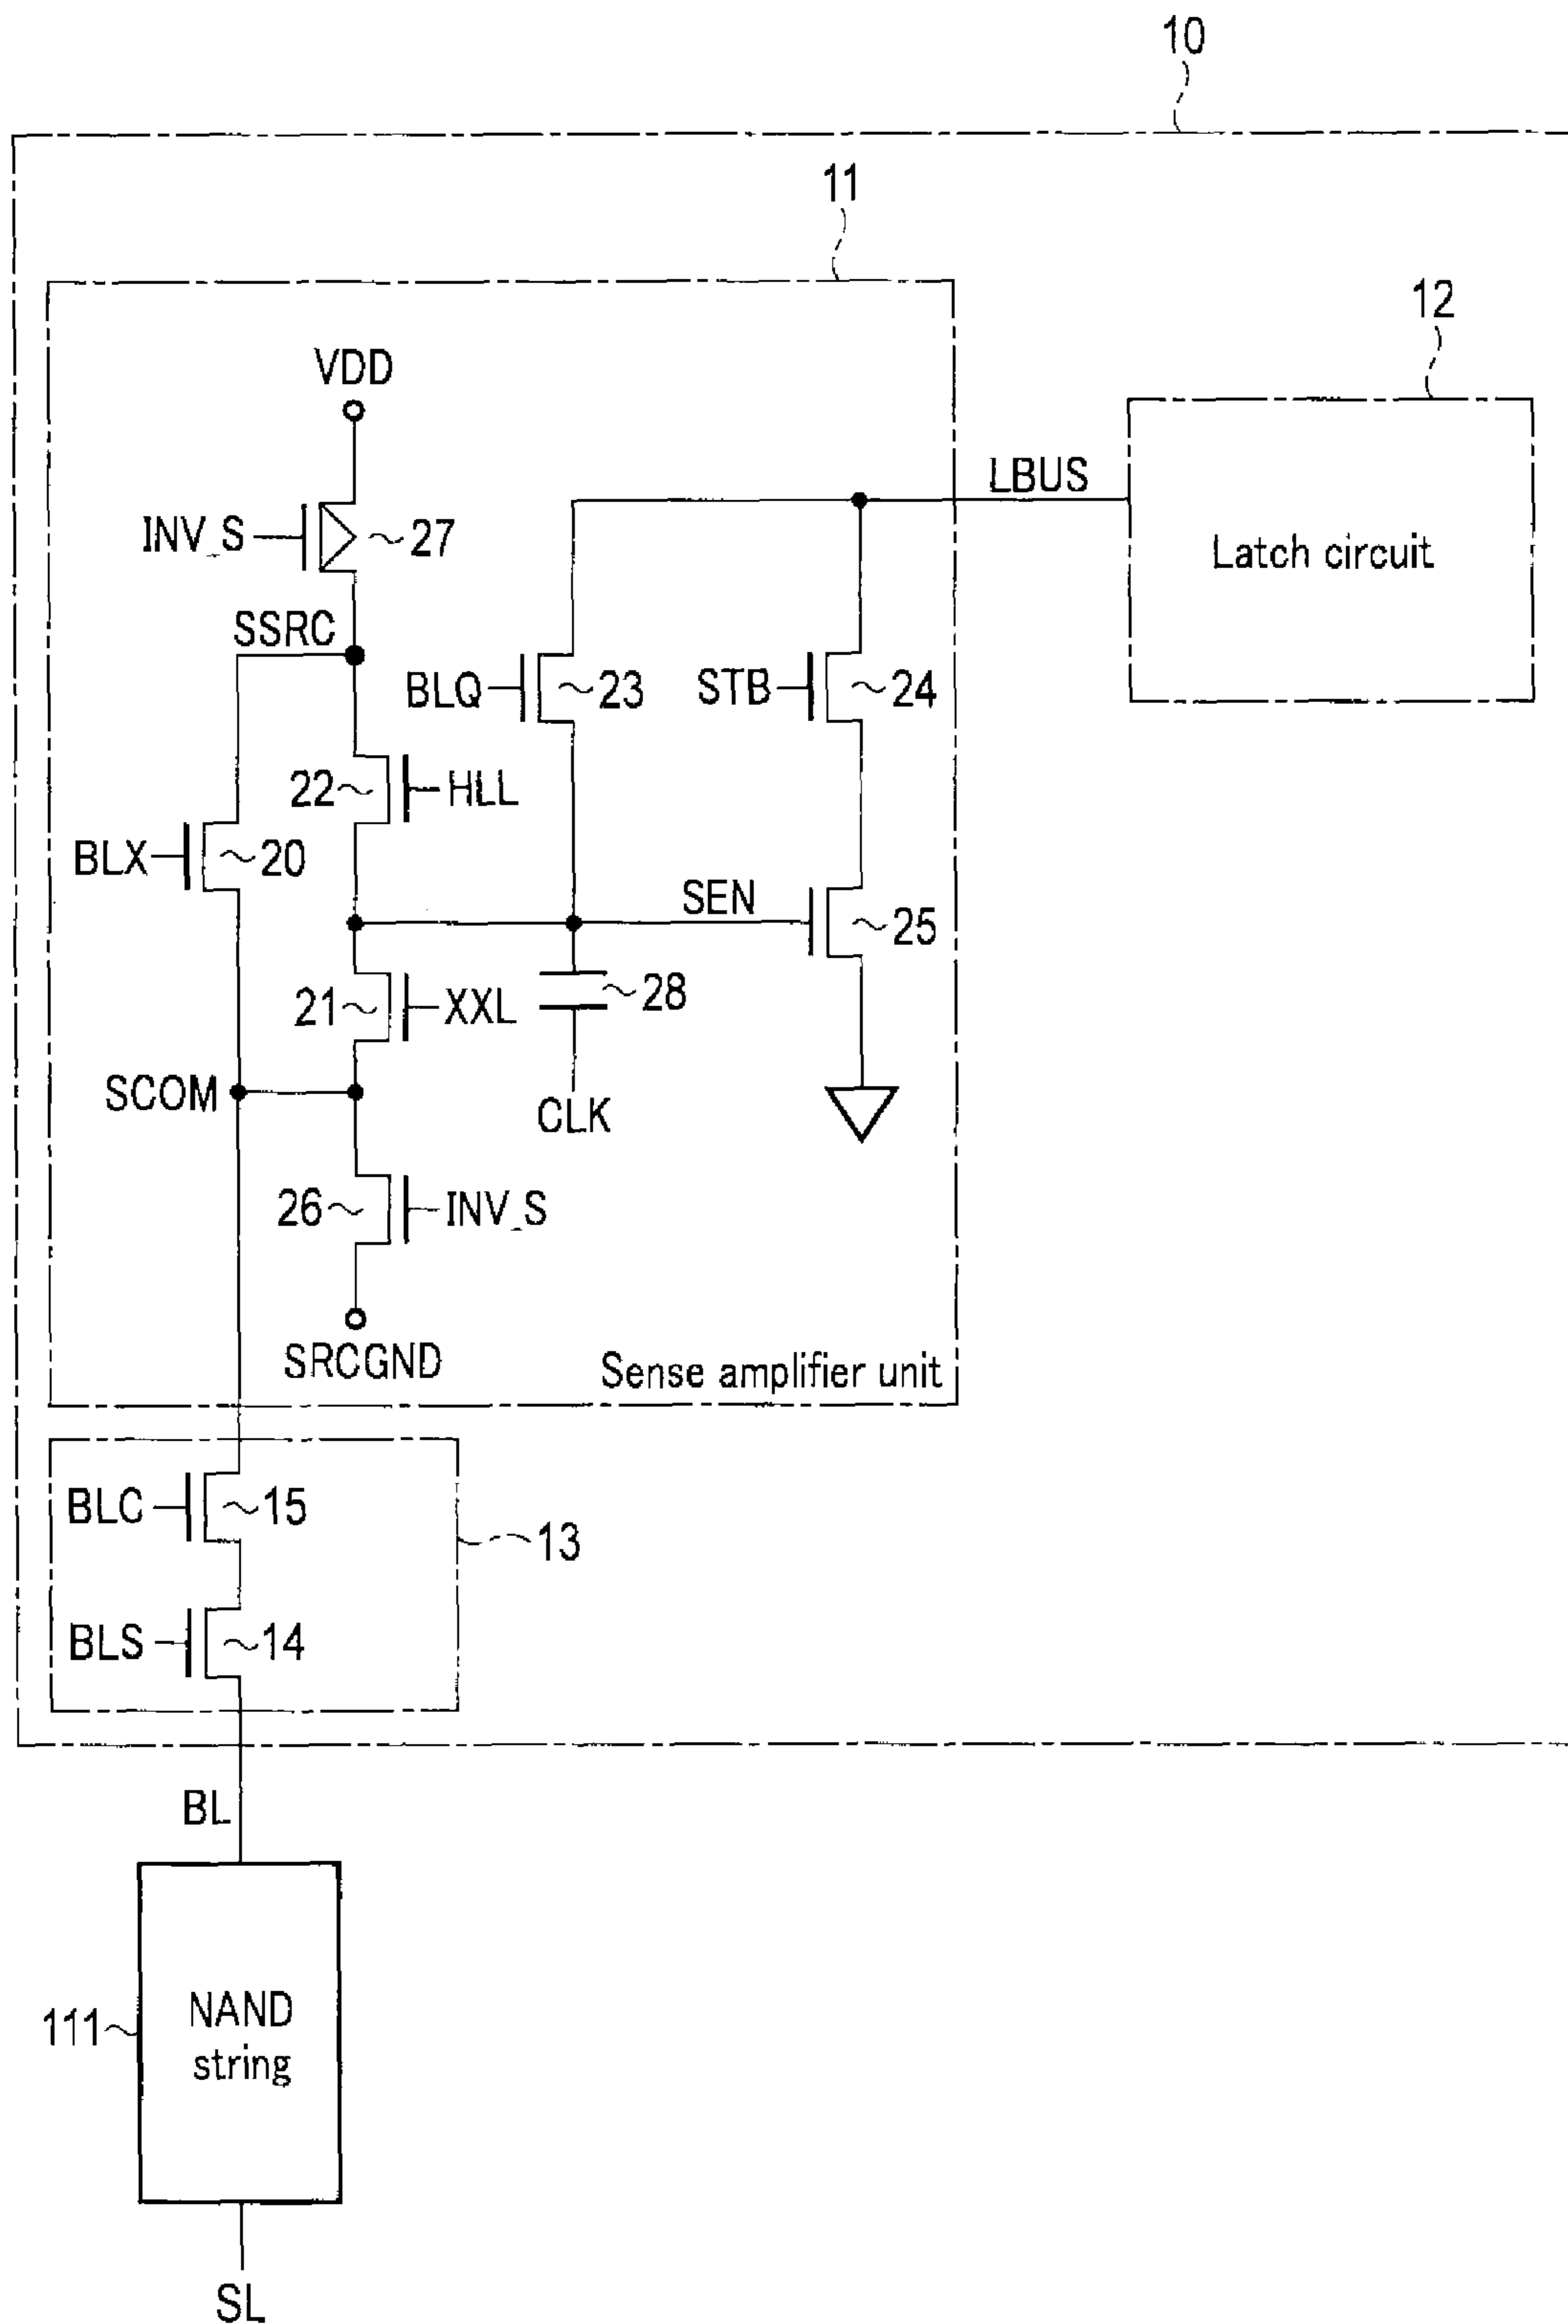 10
11
12
VDD
LBUS
Latch circuit
INV_S
27
SSRC
BLQ
23
STB
24
22
HLL
BLX
20
SEN
25
21
XXL
28
SCOM
CLK
26
INV_S
SRCGND
Sense amplifier unit
BLC
15
13
BLS
14
BL
111
NAND
string
SL